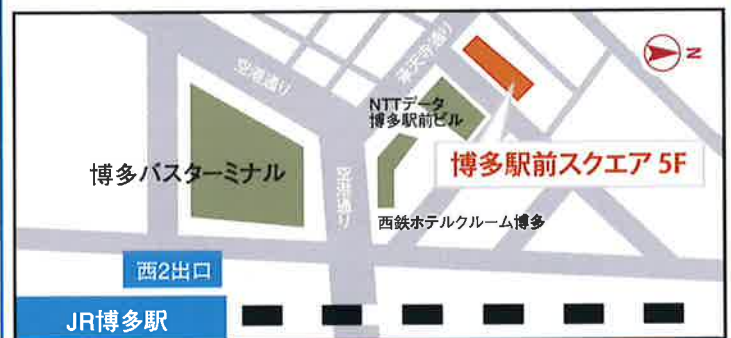 空港通り
承天寺通り
N
NTTデータ
博多駅前ビル
博多バスターミナル
博多駅前スクエア 5F
空港通り
西鉄ホテルクルーム博多
西2出口
JR博多駅